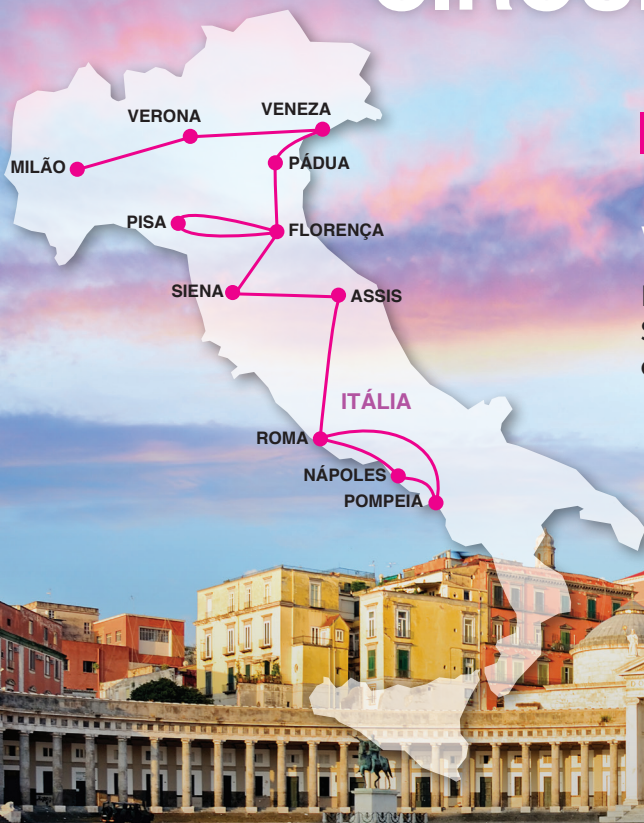 VERONA
VENEZA
MILÃO
PÁDUA
PISA
FLORENÇA
SIENA
ASSIS
ITÁLIA
ROMA
NÁPOLES
POMPEIA